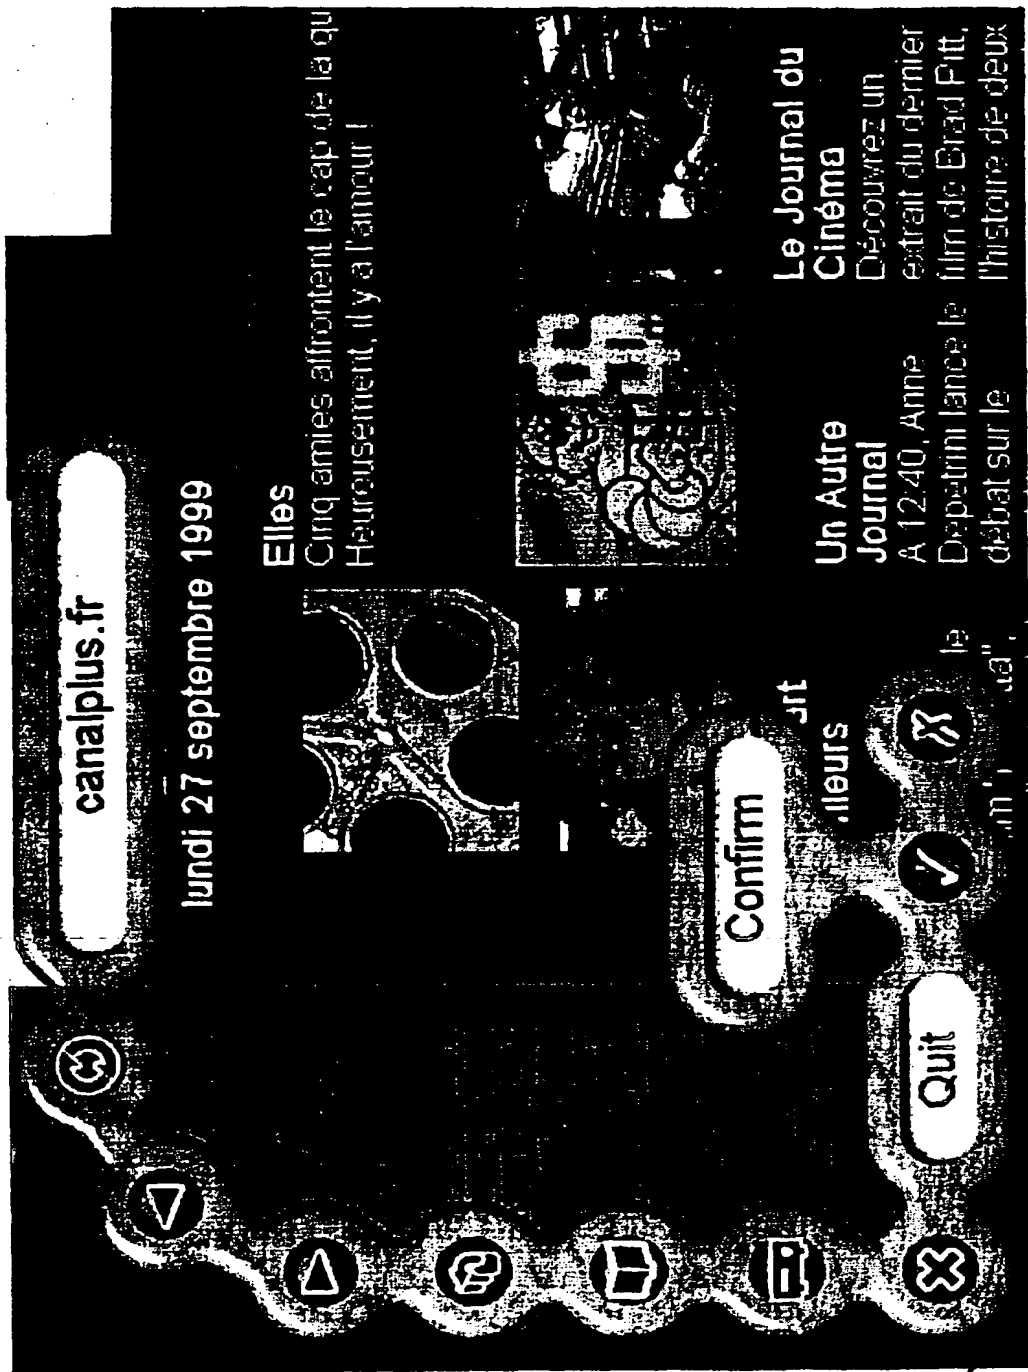 canalplus.fr
lundi 27 septembre 1999
Elles
Cinq amies affrontent le cap de la qu
Heureusement, il y a l'amour !
Confirm
Quit
lleurs
le
Un Autre
Journal
A 12.40, Anne
Depetrini lance le
débat sur le
Le Journal du
Cinéma
Découvrez un
extrait du dernier
film de Brad Pitt,
l'histoire de deux